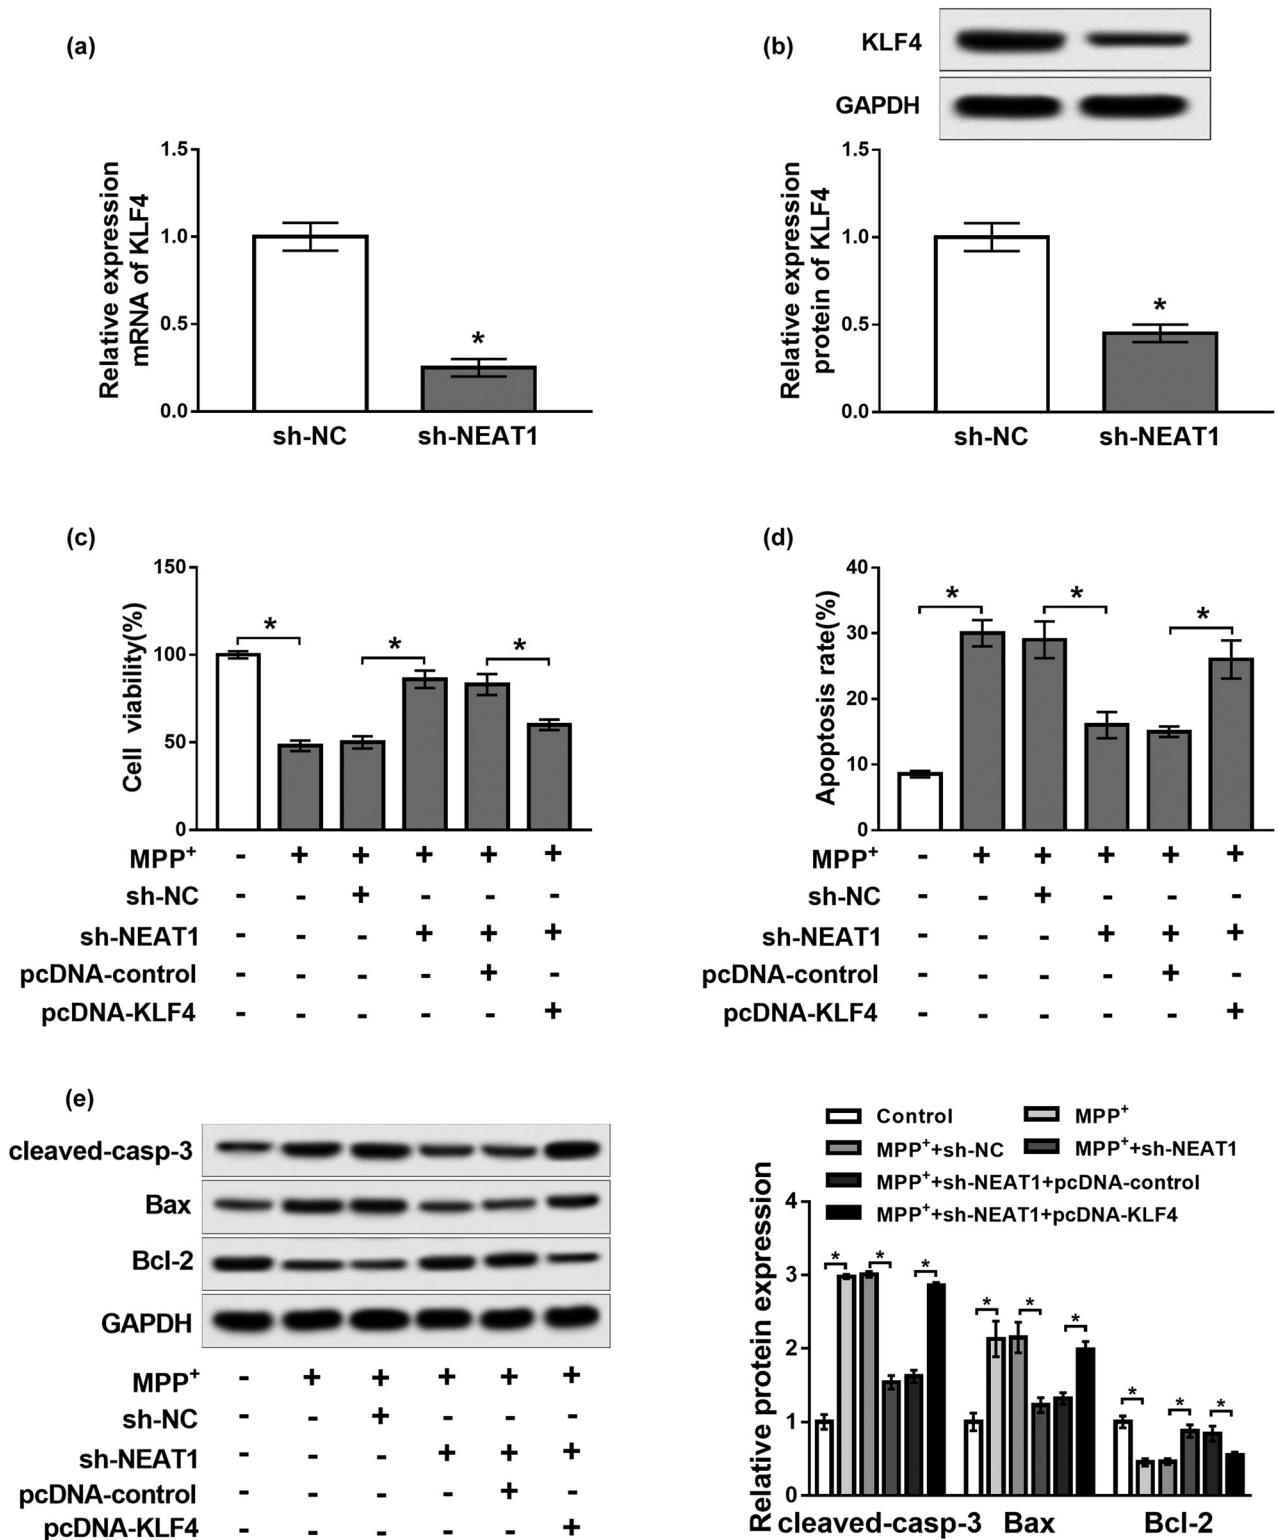 (a)
Relative expression
mRNA of KLF4
1.5
1.0
0.5
0.0
*
sh-NC sh-NEAT1
(b)
KLF4
GAPDH
Relative expression
protein of KLF4
1.5
1.0
0.5
0.0
*
sh-NC sh-NEAT1
(c)
Cell viability(%)
150
100
50
0
* * *
MPP+ - + + + + +
sh-NC - - + - - -
sh-NEAT1 - - - + + +
pcDNA-control - - - - + -
pcDNA-KLF4 - - - - - +
(d)
Apoptosis rate(%)
40
30
20
10
0
* * *
MPP+ - + + + + +
sh-NC - - + - - -
sh-NEAT1 - - - + + +
pcDNA-control - - - - + -
pcDNA-KLF4 - - - - - +
(e)
cleaved-casp-3
Bax
Bcl-2
GAPDH
MPP+ - + + + + +
sh-NC - - + - - -
sh-NEAT1 - - - + + +
pcDNA-control - - - - + -
pcDNA-KLF4 - - - - - +
Control MPP+
MPP++sh-NC MPP++sh-NEAT1
MPP++sh-NEAT1+pcDNA-control
MPP++sh-NEAT1+pcDNA-KLF4
Relative protein expression
4
3
2
1
0
* * * * * * * * *
cleaved-casp-3 Bax Bcl-2